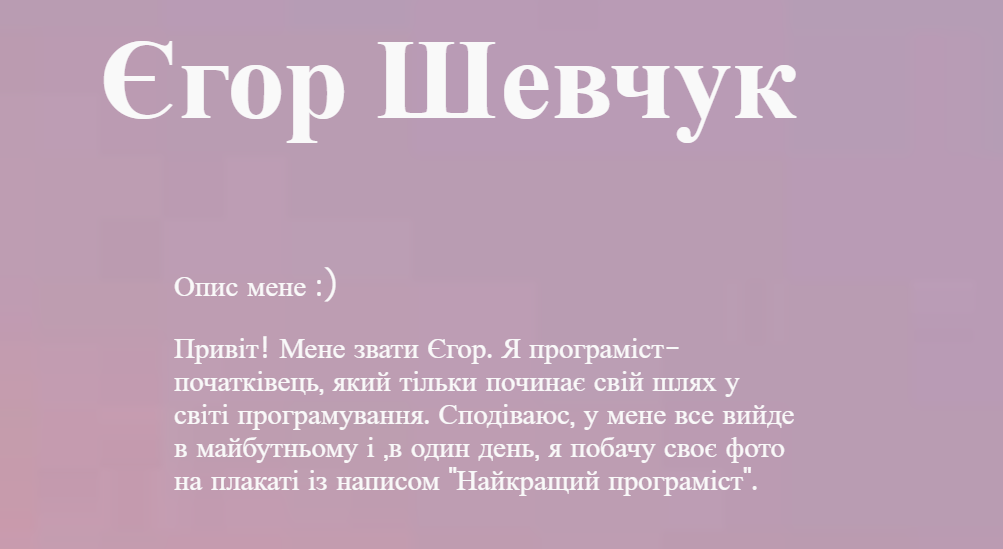 Єгор Шевчук
Опис мене :)
Привіт! Мене звати Єгор. Я програміст-
початківець, який тільки починає свій шлях у
світі програмування. Сподіваюс, у мене все вийде
в майбутньому і ,в один день, я побачу своє фото
на плакаті із написом "Найкращий програміст".